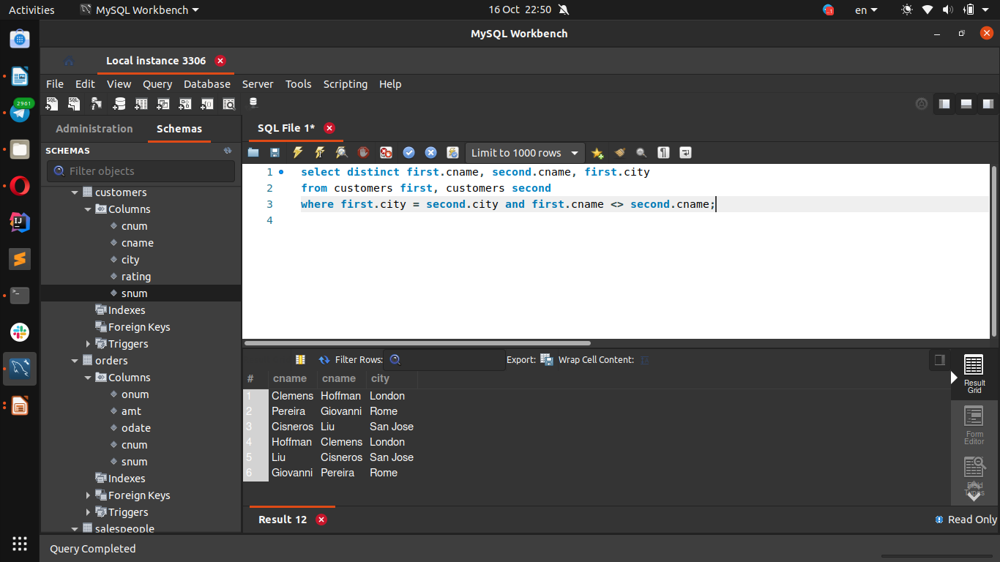 Activities
MySQL Workbench
16 Oct 22:50
en
MySQL Workbench
2961
Local instance 3306
File Edit View Query Database Server Tools Scripting Help
Administration Schemas
SCHEMAS
Filter objects
customers
Columns
cnum
cname
city
rating
snum
Indexes
Foreign Keys
Triggers
orders
Columns
onum
amt
odate
cnum
snum
Indexes
Foreign Keys
Triggers
salespeople
SQL File 1*
Limit to 1000 rows
1 select distinct first.cname, second.cname, first.city
2 from customers first, customers second
3 where first.city = second.city and first.cname <> second.cname;
4
Filter Rows: Export: Wrap Cell Content:
# cname cname city
1 Clemens Hoffman London
2 Pereira Giovanni Rome
3 Cisneros Liu San Jose
4 Hoffman Clemens London
5 Liu Cisneros San Jose
6 Giovanni Pereira Rome
Result
Grid
Form
Editor
Field
Types
Result 12
Read Only
Query Completed